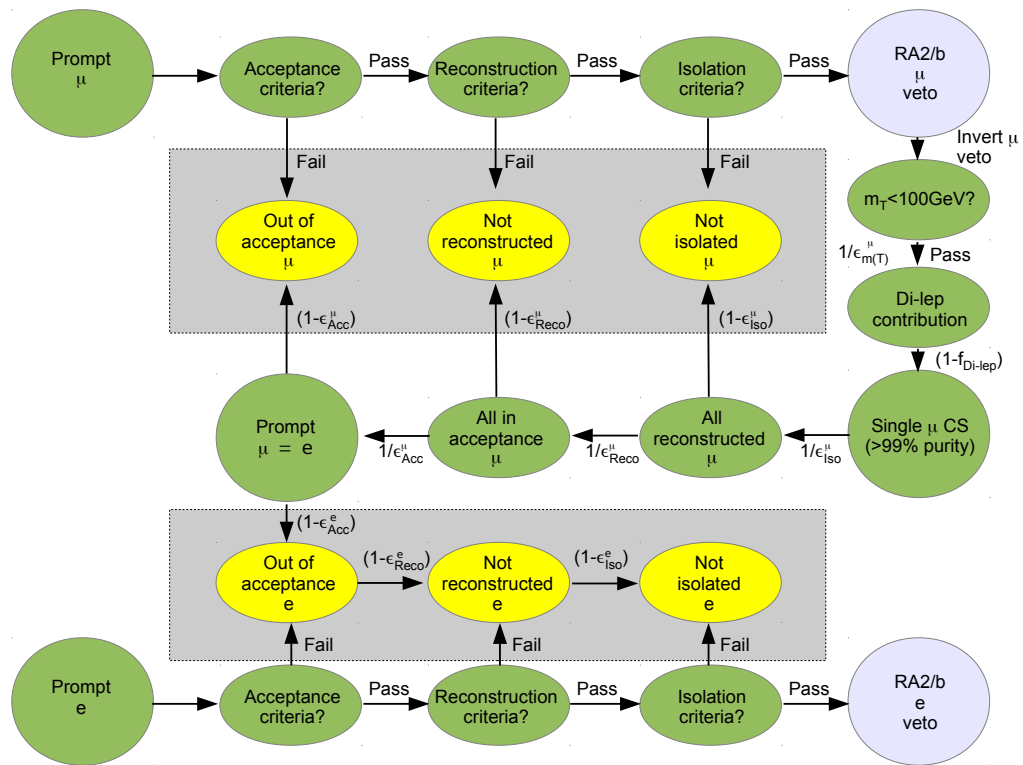 Prompt
μ
Acceptance
criteria?
Pass
Reconstruction
criteria?
Pass
Isolation
criteria?
Pass
RA2/b
μ
veto
Fail
Fail
Fail
Invert μ
veto
Out of
acceptance
μ
Not
reconstructed
μ
Not
isolated
μ
m_T<100GeV?
1/ϵ^μ_m(T)
Pass
Di-lep
contribution
(1-ϵ^μ_Acc)
(1-ϵ^μ_Reco)
(1-ϵ^μ_Iso)
(1-f_Di-lep)
Prompt
μ = e
1/ϵ^μ_Acc
All in
acceptance
μ
1/ϵ^μ_Reco
All
reconstructed
μ
1/ϵ^μ_Iso
Single μ CS
(>99% purity)
(1-ϵ^e_Acc)
Out of
acceptance
e
(1-ϵ^e_Reco)
Not
reconstructed
e
(1-ϵ^e_Iso)
Not
isolated
e
Fail
Fail
Fail
Prompt
e
Acceptance
criteria?
Pass
Reconstruction
criteria?
Pass
Isolation
criteria?
Pass
RA2/b
e
veto